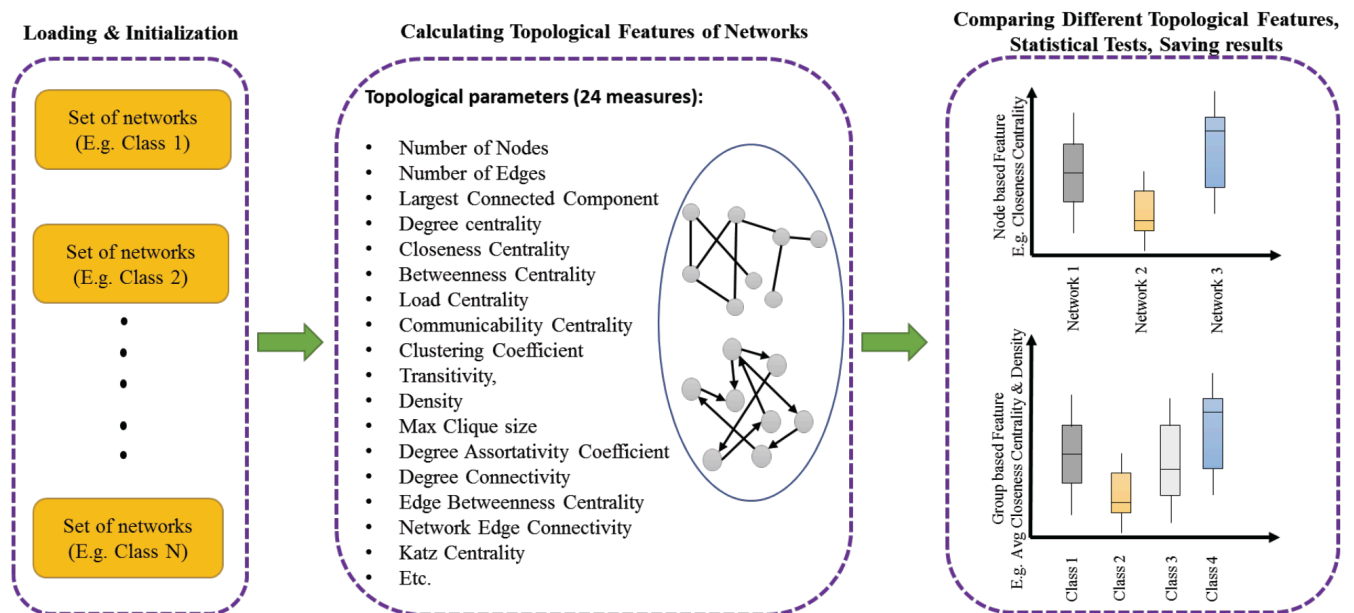 Loading & Initialization
Set of networks
(E.g. Class 1)
Set of networks
(E.g. Class 2)
Set of networks
(E.g. Class N)
Calculating Topological Features of Networks
Topological parameters (24 measures):
• Number of Nodes
• Number of Edges
• Largest Connected Component
• Degree centrality
• Closeness Centrality
• Betweenness Centrality
• Load Centrality
• Communicability Centrality
• Clustering Coefficient
• Transitivity,
• Density
• Max Clique size
• Degree Assortativity Coefficient
• Degree Connectivity
• Edge Betweenness Centrality
• Network Edge Connectivity
• Katz Centrality
• Etc.
Comparing Different Topological Features,
Statistical Tests, Saving results
Node based Feature
E.g. Closeness Centrality
Network 1
Network 2
Network 3
Group based Feature
E.g. Avg Closeness Centrality & Density
Class 1
Class 2
Class 3
Class 4